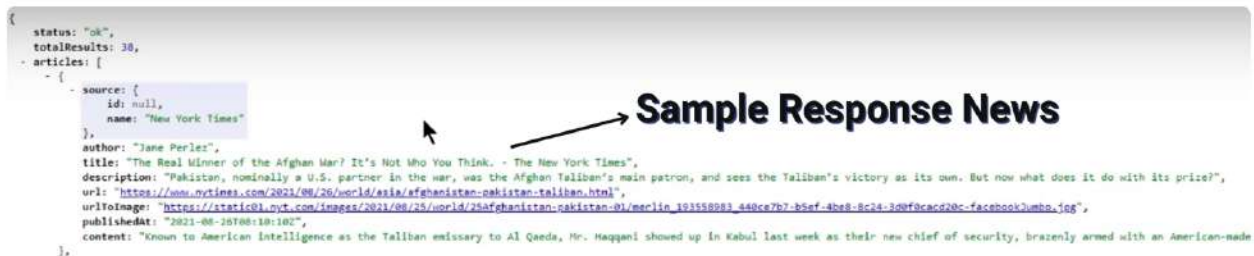 {
status: "ok",
totalResults: 38,
- articles: [
- {
- source: {
id: null,
name: "New York Times"
},
Sample Response News
author: "Jane Perlez",
title: "The Real Winner of the Afghan War? It's Not Who You Think. - The New York Times",
description: "Pakistan, nominally a U.S. partner in the war, was the Afghan Taliban's main patron, and sees the Taliban's victory as its own. But now what does it do with its prize?",
url: "https://www.nytimes.com/2021/08/26/world/asia/afghanistan-pakistan-taliban.html",
urlToImage: "https://static01.nyt.com/images/2021/08/25/world/25Afghanistan-pakistan-01/merlin_193558983_440ce7b7-b5ef-4be8-8c24-3d0f0cacd20c-facebookJumbo.jpg",
publishedAt: "2021-08-26T08:10:10Z",
content: "Known to American intelligence as the Taliban emissary to Al Qaeda, Mr. Haqqani showed up in Kabul last week as their new chief of security, brazenly armed with an American-made
},